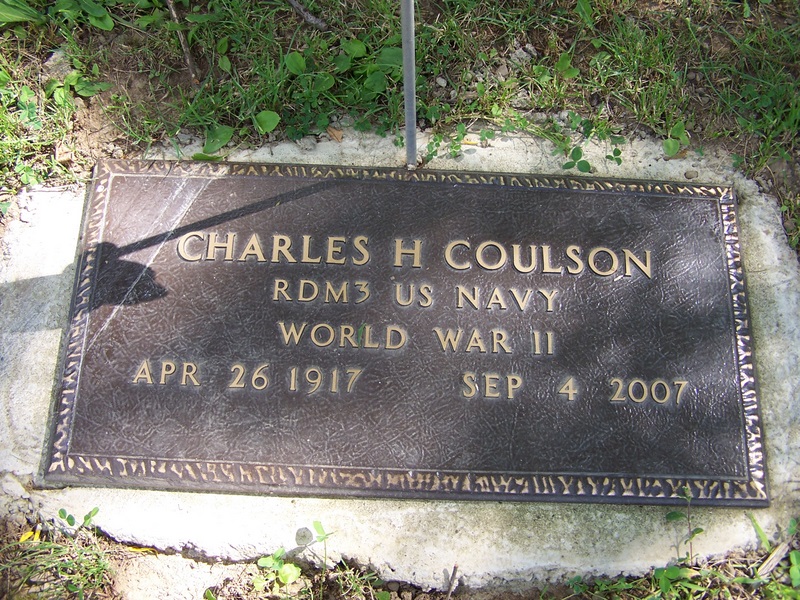 CHARLES H COULSON
RDM3 US NAVY
WORLD WAR II
APR 26 1917 SEP 4 2007